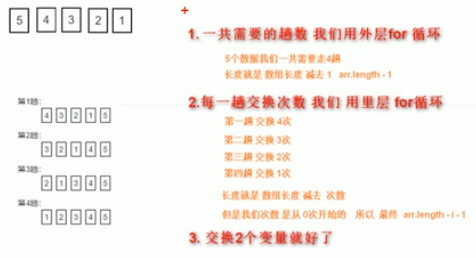 5 4 3 2 1
第1趟:
4 3 2 1 5
第2趟:
3 2 1 4 5
第3趟:
2 1 3 4 5
第4趟:
1 2 3 4 5
1. 一共需要的趟数 我们用外层for 循环
5个数据我们一共需要走4趟
长度就是 数组长度 减去 1 arr.length - 1
2.每一趟交换次数 我们 用里层 for循环
第一趟 交换 4次
第二趟 交换 3次
第三趟 交换 2次
第四趟 交换 1次
长度就是 数组长度 减去 次数
但是我们次数 是从 0次开始的 所以 最终 arr.length - i - 1
3. 交换2个变量就好了